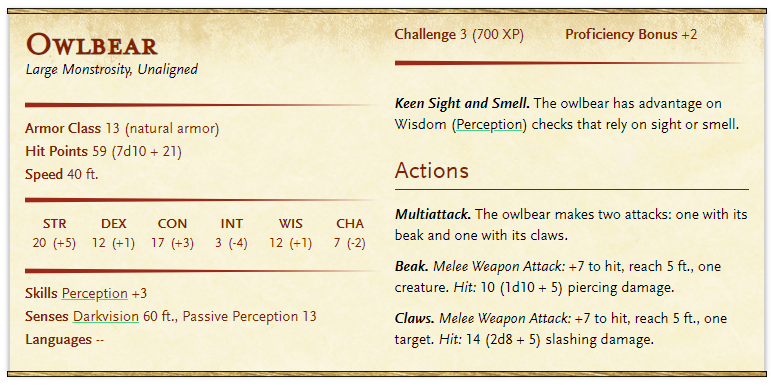 Owlbear
Large Monstrosity, Unaligned
Armor Class 13 (natural armor)
Hit Points 59 (7d10 + 21)
Speed 40 ft.
STR DEX CON INT WIS CHA
20 (+5) 12 (+1) 17 (+3) 3 (-4) 12 (+1) 7 (-2)
Skills Perception +3
Senses Darkvision 60 ft., Passive Perception 13
Languages --
Challenge 3 (700 XP) Proficiency Bonus +2
Keen Sight and Smell. The owlbear has advantage on
Wisdom (Perception) checks that rely on sight or smell.
Actions
Multiattack. The owlbear makes two attacks: one with its
beak and one with its claws.
Beak. Melee Weapon Attack: +7 to hit, reach 5 ft., one
creature. Hit: 10 (1d10 + 5) piercing damage.
Claws. Melee Weapon Attack: +7 to hit, reach 5 ft., one
target. Hit: 14 (2d8 + 5) slashing damage.